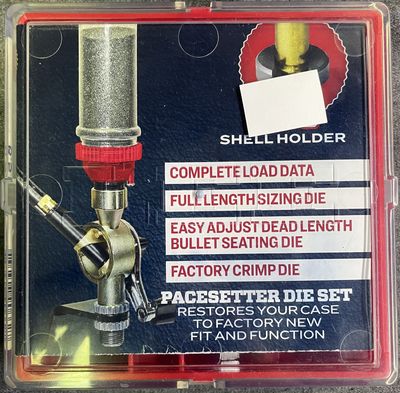 SHELL HOLDER
COMPLETE LOAD DATA
FULL LENGTH SIZING DIE
EASY ADJUST DEAD LENGTH
BULLET SEATING DIE
FACTORY CRIMP DIE
PACESETTER DIE SET
RESTORES YOUR CASE
TO FACTORY NEW
FIT AND FUNCTION